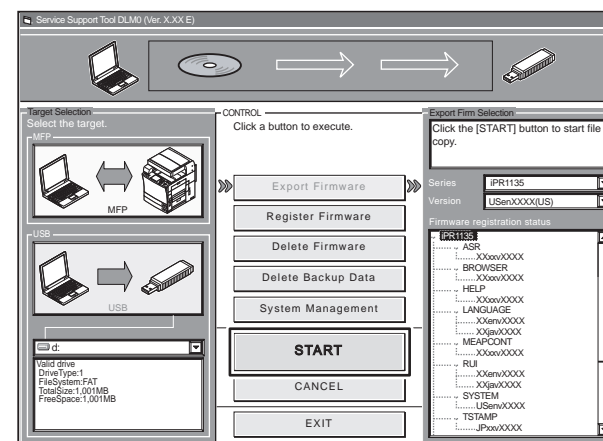 Service Support Tool DLM0 (Ver. X.XX E)
Target Selection
Select the target.
MFP
MFP
USB
USB
d:
Valid drive
DriveType:1
FileSystem:FAT
TotalSize:1,001MB
FreeSpace:1,001MB
CONTROL
Click a button to execute.
Export Firmware
Register Firmware
Delete Firmware
Delete Backup Data
System Management
START
CANCEL
EXIT
Export Firm Selection
Click the [START] button to start file
copy.
Series iPR1135
Version USenXXXX(US)
Firmware registration status
iPR1135
ASR
XXxxvXXXX
BROWSER
XXxxvXXXX
HELP
XXxxvXXXX
LANGUAGE
XXenvXXXX
XXjavXXXX
MEAPCONT
XXxxvXXXX
RUI
XXenvXXXX
XXjavXXXX
SYSTEM
USenvXXXX
TSTAMP
JPxxvXXXX